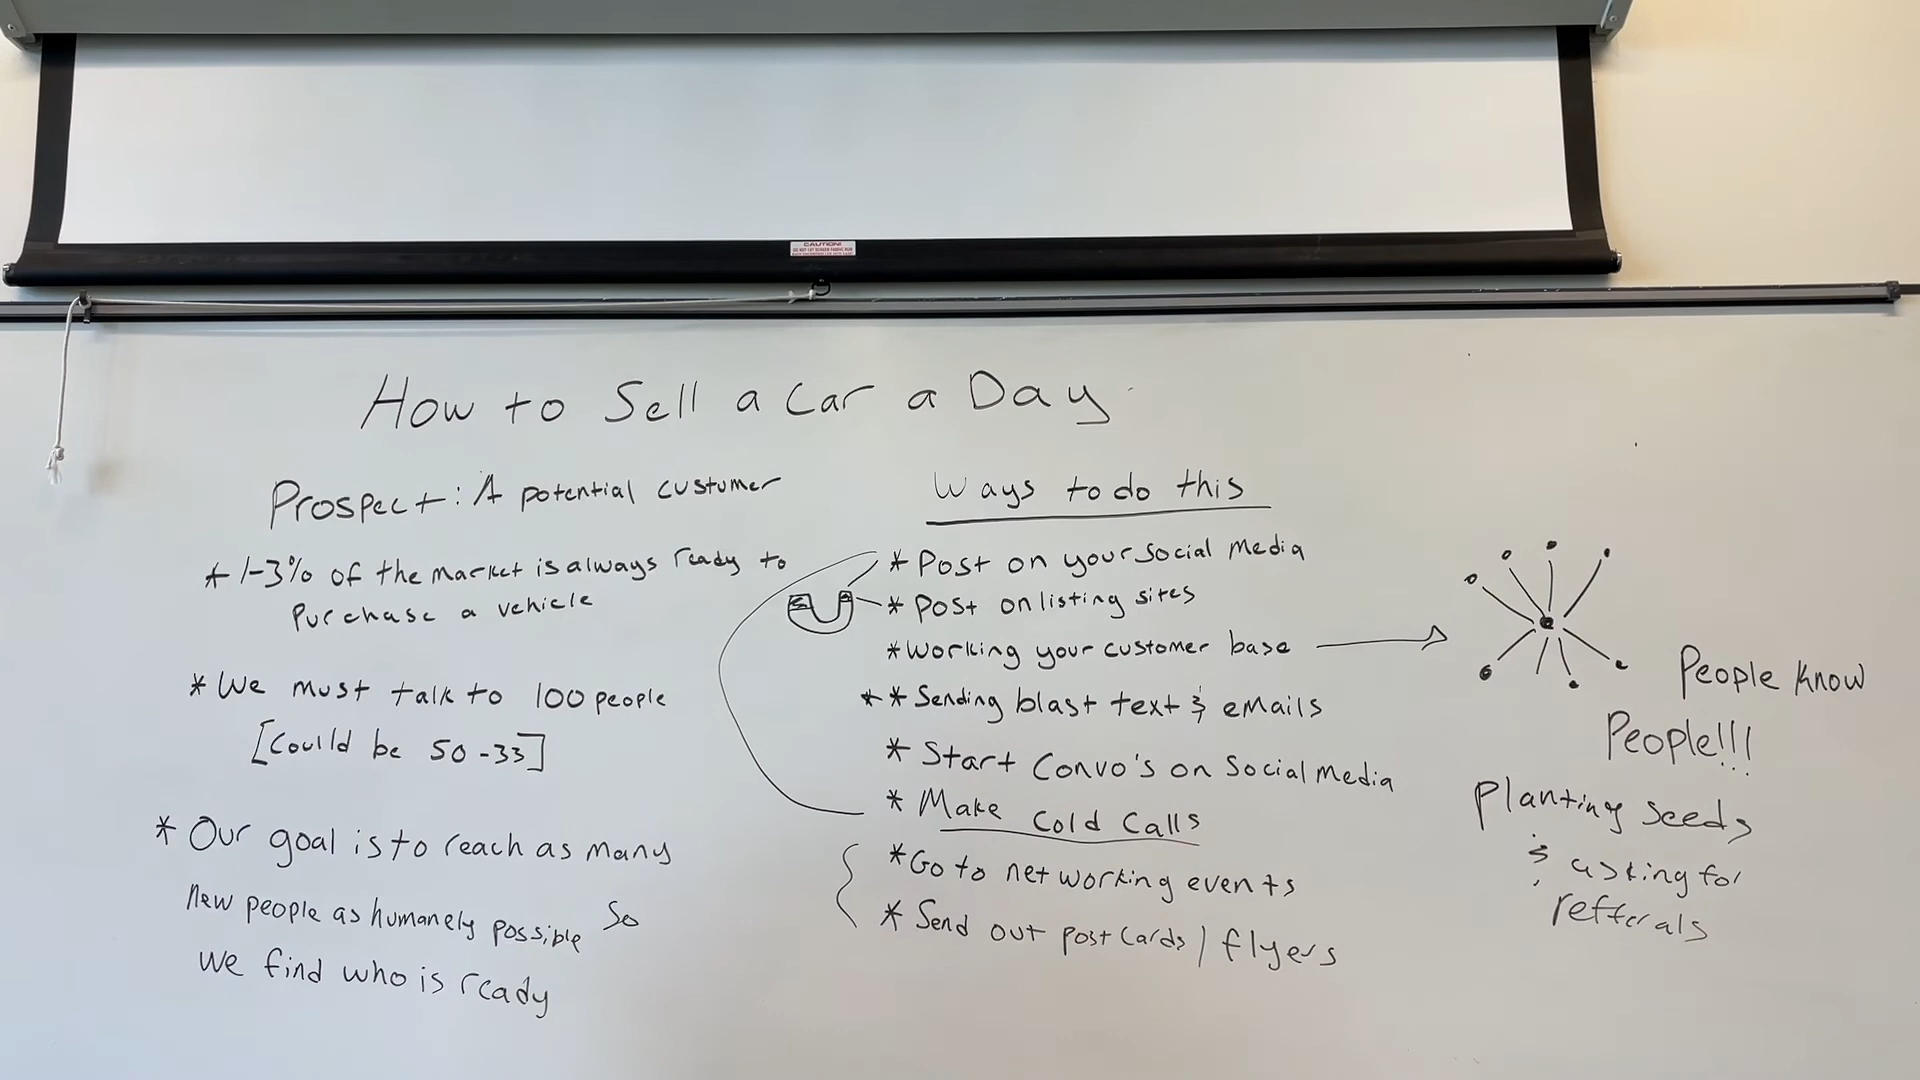 CAUTION!
How to Sell a Car a Day
Prospect: A potential custumer
* 1-3% of the market is always ready to
purchase a vehicle
* We must talk to 100 people
[Could be 50-33]
* Our goal is to reach as many
new people as humanely possible so
we find who is ready
Ways to do this
* Post on your social media
* Post on listing sites
* Working your customer base
* * Sending blast text & emails
* Start Convo's on Social media
* Make Cold Calls
* Go to networking events
* Send out post cards / flyers
People know
People!!!
Planting seeds
& asking for
refferals